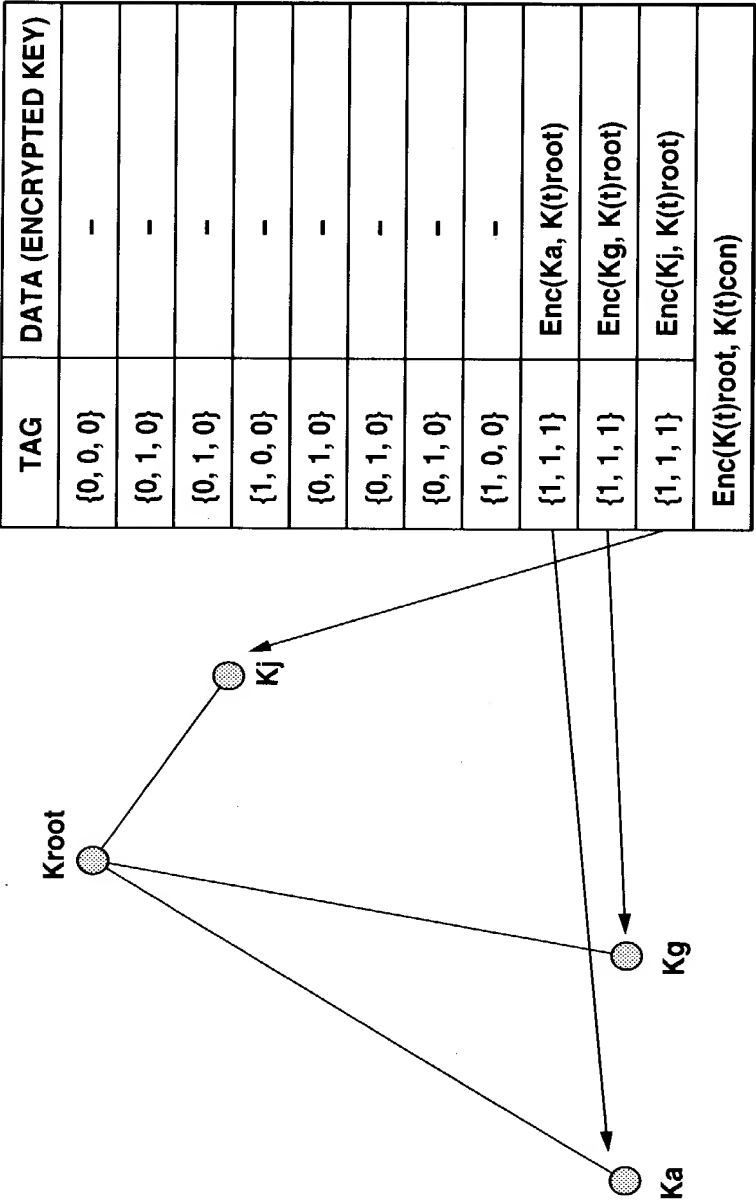 TAG DATA (ENCRYPTED KEY)
{0, 0, 0} –
{0, 1, 0} –
{0, 1, 0} –
{1, 0, 0} –
{0, 1, 0} –
{0, 1, 0} –
{0, 1, 0} –
{1, 0, 0} –
{1, 1, 1} Enc(Ka, K(t)root)
{1, 1, 1} Enc(Kg, K(t)root)
{1, 1, 1} Enc(Kj, K(t)root)
Enc(K(t)root, K(t)con)
Kroot
Kj
Kg
Ka